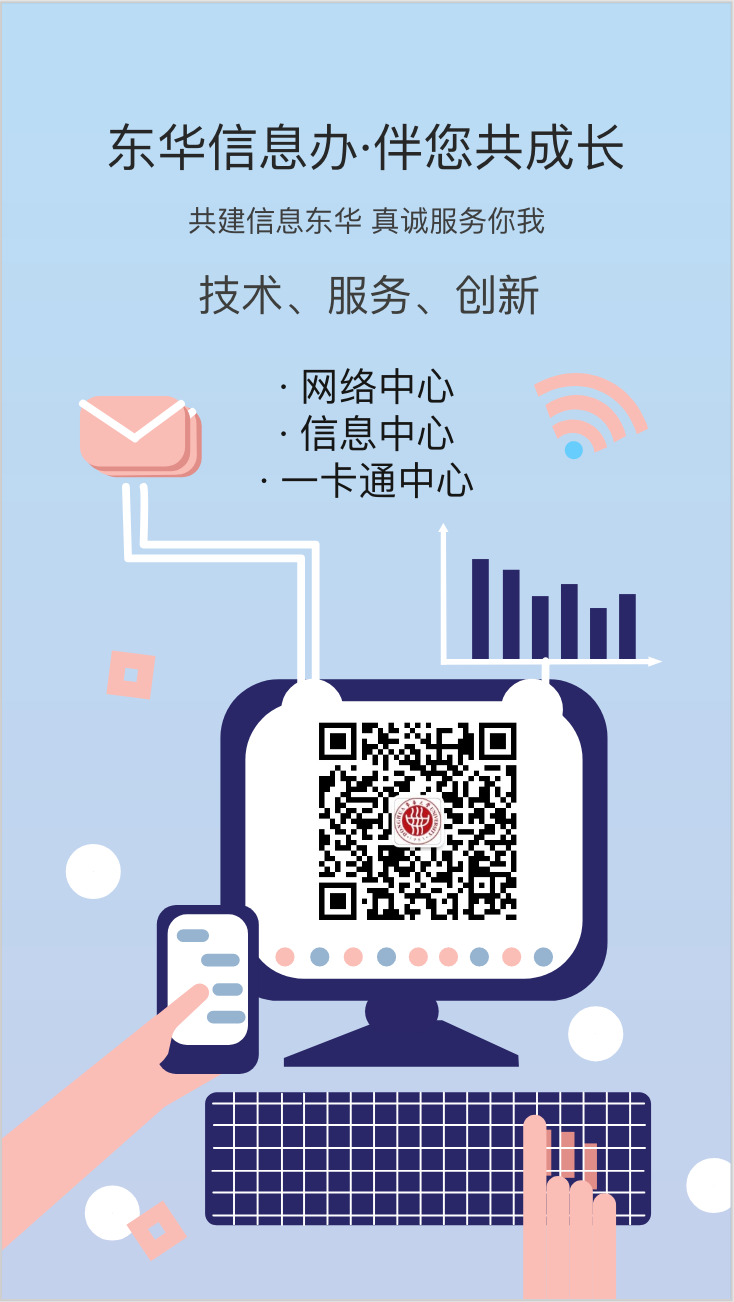 东华信息办·伴您共成长
共建信息东华 真诚服务你我
技术、服务、创新
· 网络中心
· 信息中心
· 一卡通中心